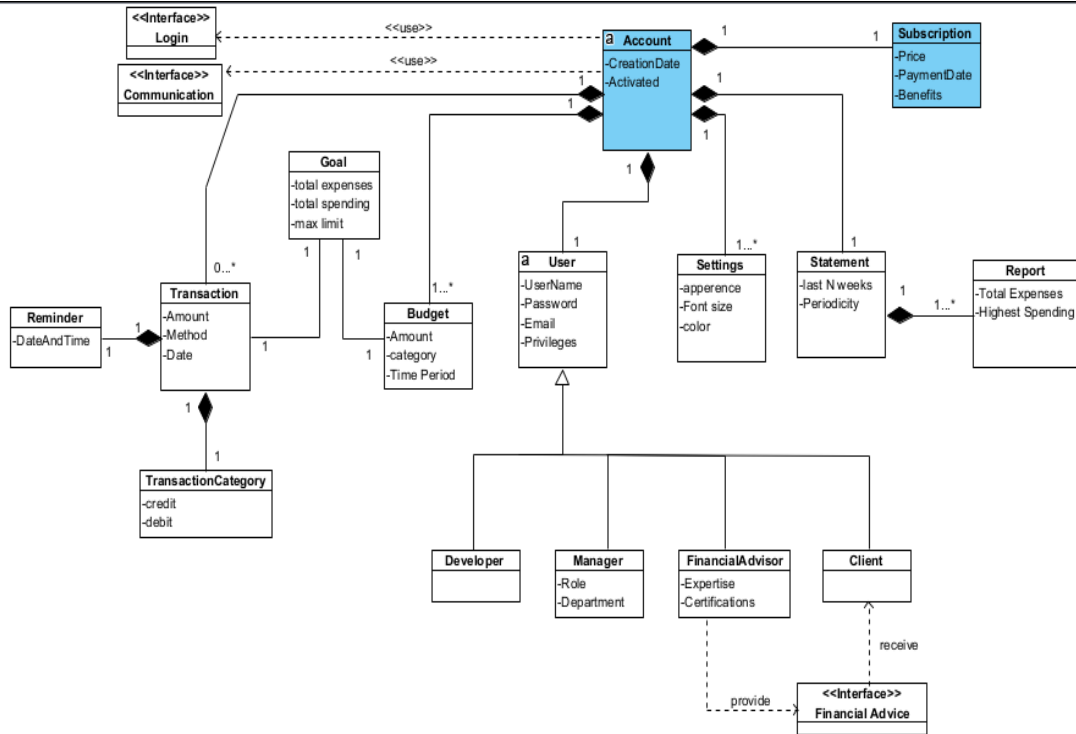 <<Interface>>
Login
<<use>>
<<Interface>>
Communication
<<use>>
a Account
-CreationDate
-Activated
1
1
Subscription
-Price
-PaymentDate
-Benefits
1
1
1
1
1
Goal
-total expenses
-total spending
-max limit
1
1
0...*
1...*
1
1...*
1
Transaction
-Amount
-Method
-Date
1
Reminder
-DateAndTime
1
1
Budget
-Amount
-category
-Time Period
1
a User
-UserName
-Password
-Email
-Privileges
Settings
-apperence
-Font size
-color
Statement
-last N weeks
-Periodicity
1
1...*
Report
-Total Expenses
-Highest Spending
1
1
TransactionCategory
-credit
-debit
Developer
Manager
-Role
-Department
FinancialAdvisor
-Expertise
-Certifications
Client
receive
provide
<<Interface>>
Financial Advice